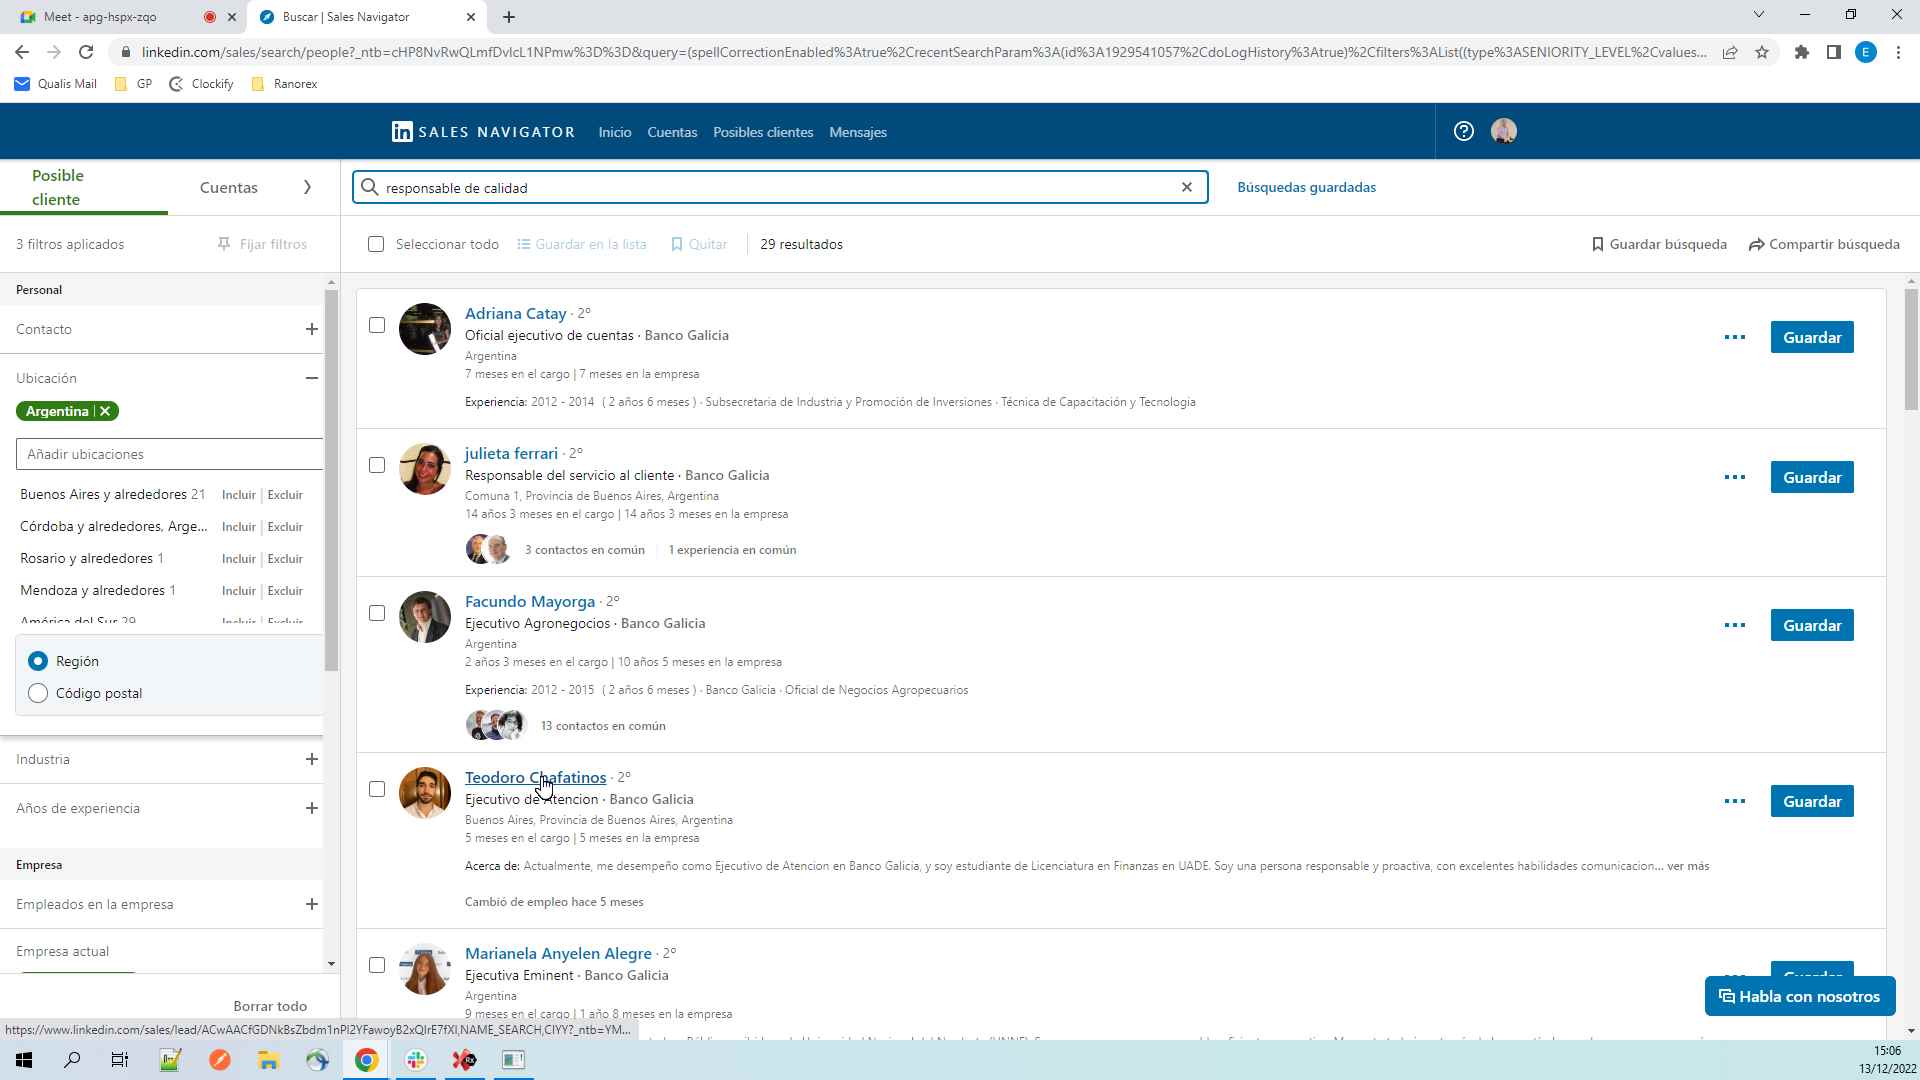 Meet - apg-hspx-zqo
Buscar | Sales Navigator
linkedin.com/sales/search/people?_ntb=cHP8NvRwQLmfDvlcL1NPmw%3D%3D&query=(spellCorrectionEnabled%3Atrue%2CrecentSearchParam%3A(id%3A1929541057%2CdoLogHistory%3Atrue)%2Cfilters%3AList((type%3ASENIORITY_LEVEL%2Cvalues...
E
Qualis Mail
GP
Clockify
Ranorex
in SALES NAVIGATOR
Inicio
Cuentas
Posibles clientes
Mensajes
Posible
cliente
Cuentas
responsable de calidad
Búsquedas guardadas
3 filtros aplicados
Fijar filtros
Seleccionar todo
Guardar en la lista
Quitar
29 resultados
Guardar búsqueda
Compartir búsqueda
Personal
Contacto
Ubicación
Argentina
Añadir ubicaciones
Buenos Aires y alrededores 21 Incluir | Excluir
Córdoba y alrededores, Arge... Incluir | Excluir
Rosario y alrededores 1 Incluir | Excluir
Mendoza y alrededores 1 Incluir | Excluir
América del Sur 29 Incluir Excluir
Región
Código postal
Industria
Años de experiencia
Empresa
Empleados en la empresa
Empresa actual
Borrar todo
Adriana Catay · 2º
Oficial ejecutivo de cuentas · Banco Galicia
Argentina
7 meses en el cargo | 7 meses en la empresa
Experiencia: 2012 - 2014 ( 2 años 6 meses ) · Subsecretaria de Industria y Promoción de Inversiones · Técnica de Capacitación y Tecnología
Guardar
julieta ferrari · 2º
Responsable del servicio al cliente · Banco Galicia
Comuna 1, Provincia de Buenos Aires, Argentina
14 años 3 meses en el cargo | 14 años 3 meses en la empresa
3 contactos en común
1 experiencia en común
Guardar
Facundo Mayorga · 2º
Ejecutivo Agronegocios · Banco Galicia
Argentina
2 años 3 meses en el cargo | 10 años 5 meses en la empresa
Experiencia: 2012 - 2015 ( 2 años 6 meses ) · Banco Galicia · Oficial de Negocios Agropecuarios
13 contactos en común
Guardar
Teodoro Chafatinos · 2º
Ejecutivo de Atencion · Banco Galicia
Buenos Aires, Provincia de Buenos Aires, Argentina
5 meses en el cargo | 5 meses en la empresa
Acerca de: Actualmente, me desempeño como Ejecutivo de Atencion en Banco Galicia, y soy estudiante de Licenciatura en Finanzas en UADE. Soy una persona responsable y proactiva, con excelentes habilidades comunicacion... ver más
Cambió de empleo hace 5 meses
Guardar
Marianela Anyelen Alegre · 2º
Ejecutiva Eminent · Banco Galicia
Argentina
9 meses en el cargo | 1 año 8 meses en la empresa
Guardar
Habla con nosotros
https://www.linkedin.com/sales/lead/ACwAACfGDNkBsZbdm1nPI2YFawoyB2xQIrE7fXI,NAME_SEARCH,CIYY?_ntb=YM...
15:06
13/12/2022